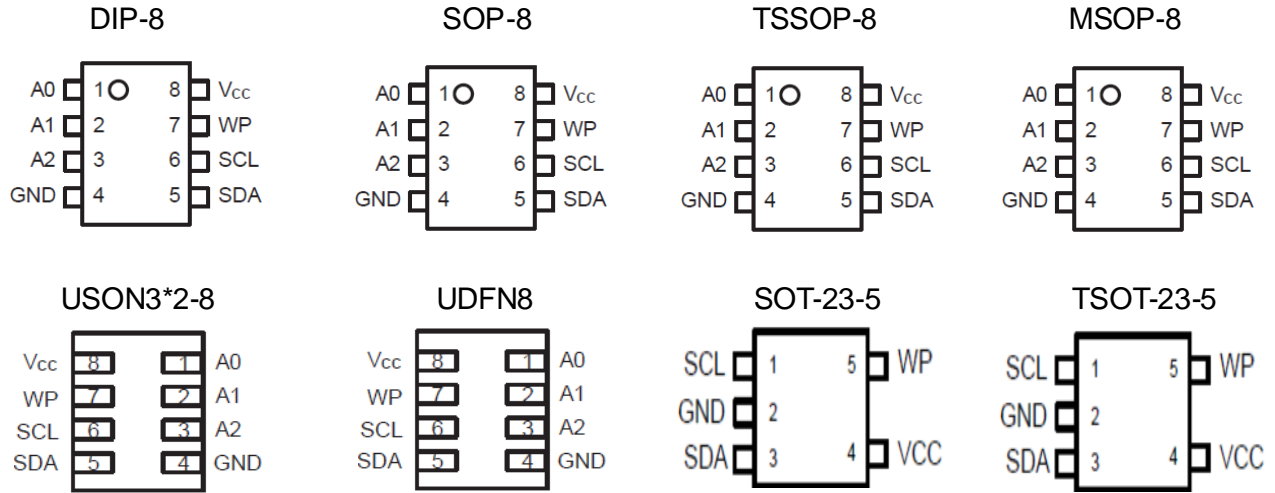 DIP-8 SOP-8 TSSOP-8 MSOP-8
A0 1 8 Vcc A0 1 8 Vcc A0 1 8 Vcc A0 1 8 Vcc
A1 2 7 WP A1 2 7 WP A1 2 7 WP A1 2 7 WP
A2 3 6 SCL A2 3 6 SCL A2 3 6 SCL A2 3 6 SCL
GND 4 5 SDA GND 4 5 SDA GND 4 5 SDA GND 4 5 SDA
USON3*2-8 UDFN8 SOT-23-5 TSOT-23-5
Vcc 8 1 A0 Vcc 8 1 A0 SCL 1 5 WP SCL 1 5 WP
WP 7 2 A1 WP 7 2 A1 GND 2 GND 2
SCL 6 3 A2 SCL 6 3 A2
SDA 5 4 GND SDA 5 4 GND SDA 3 4 VCC SDA 3 4 VCC